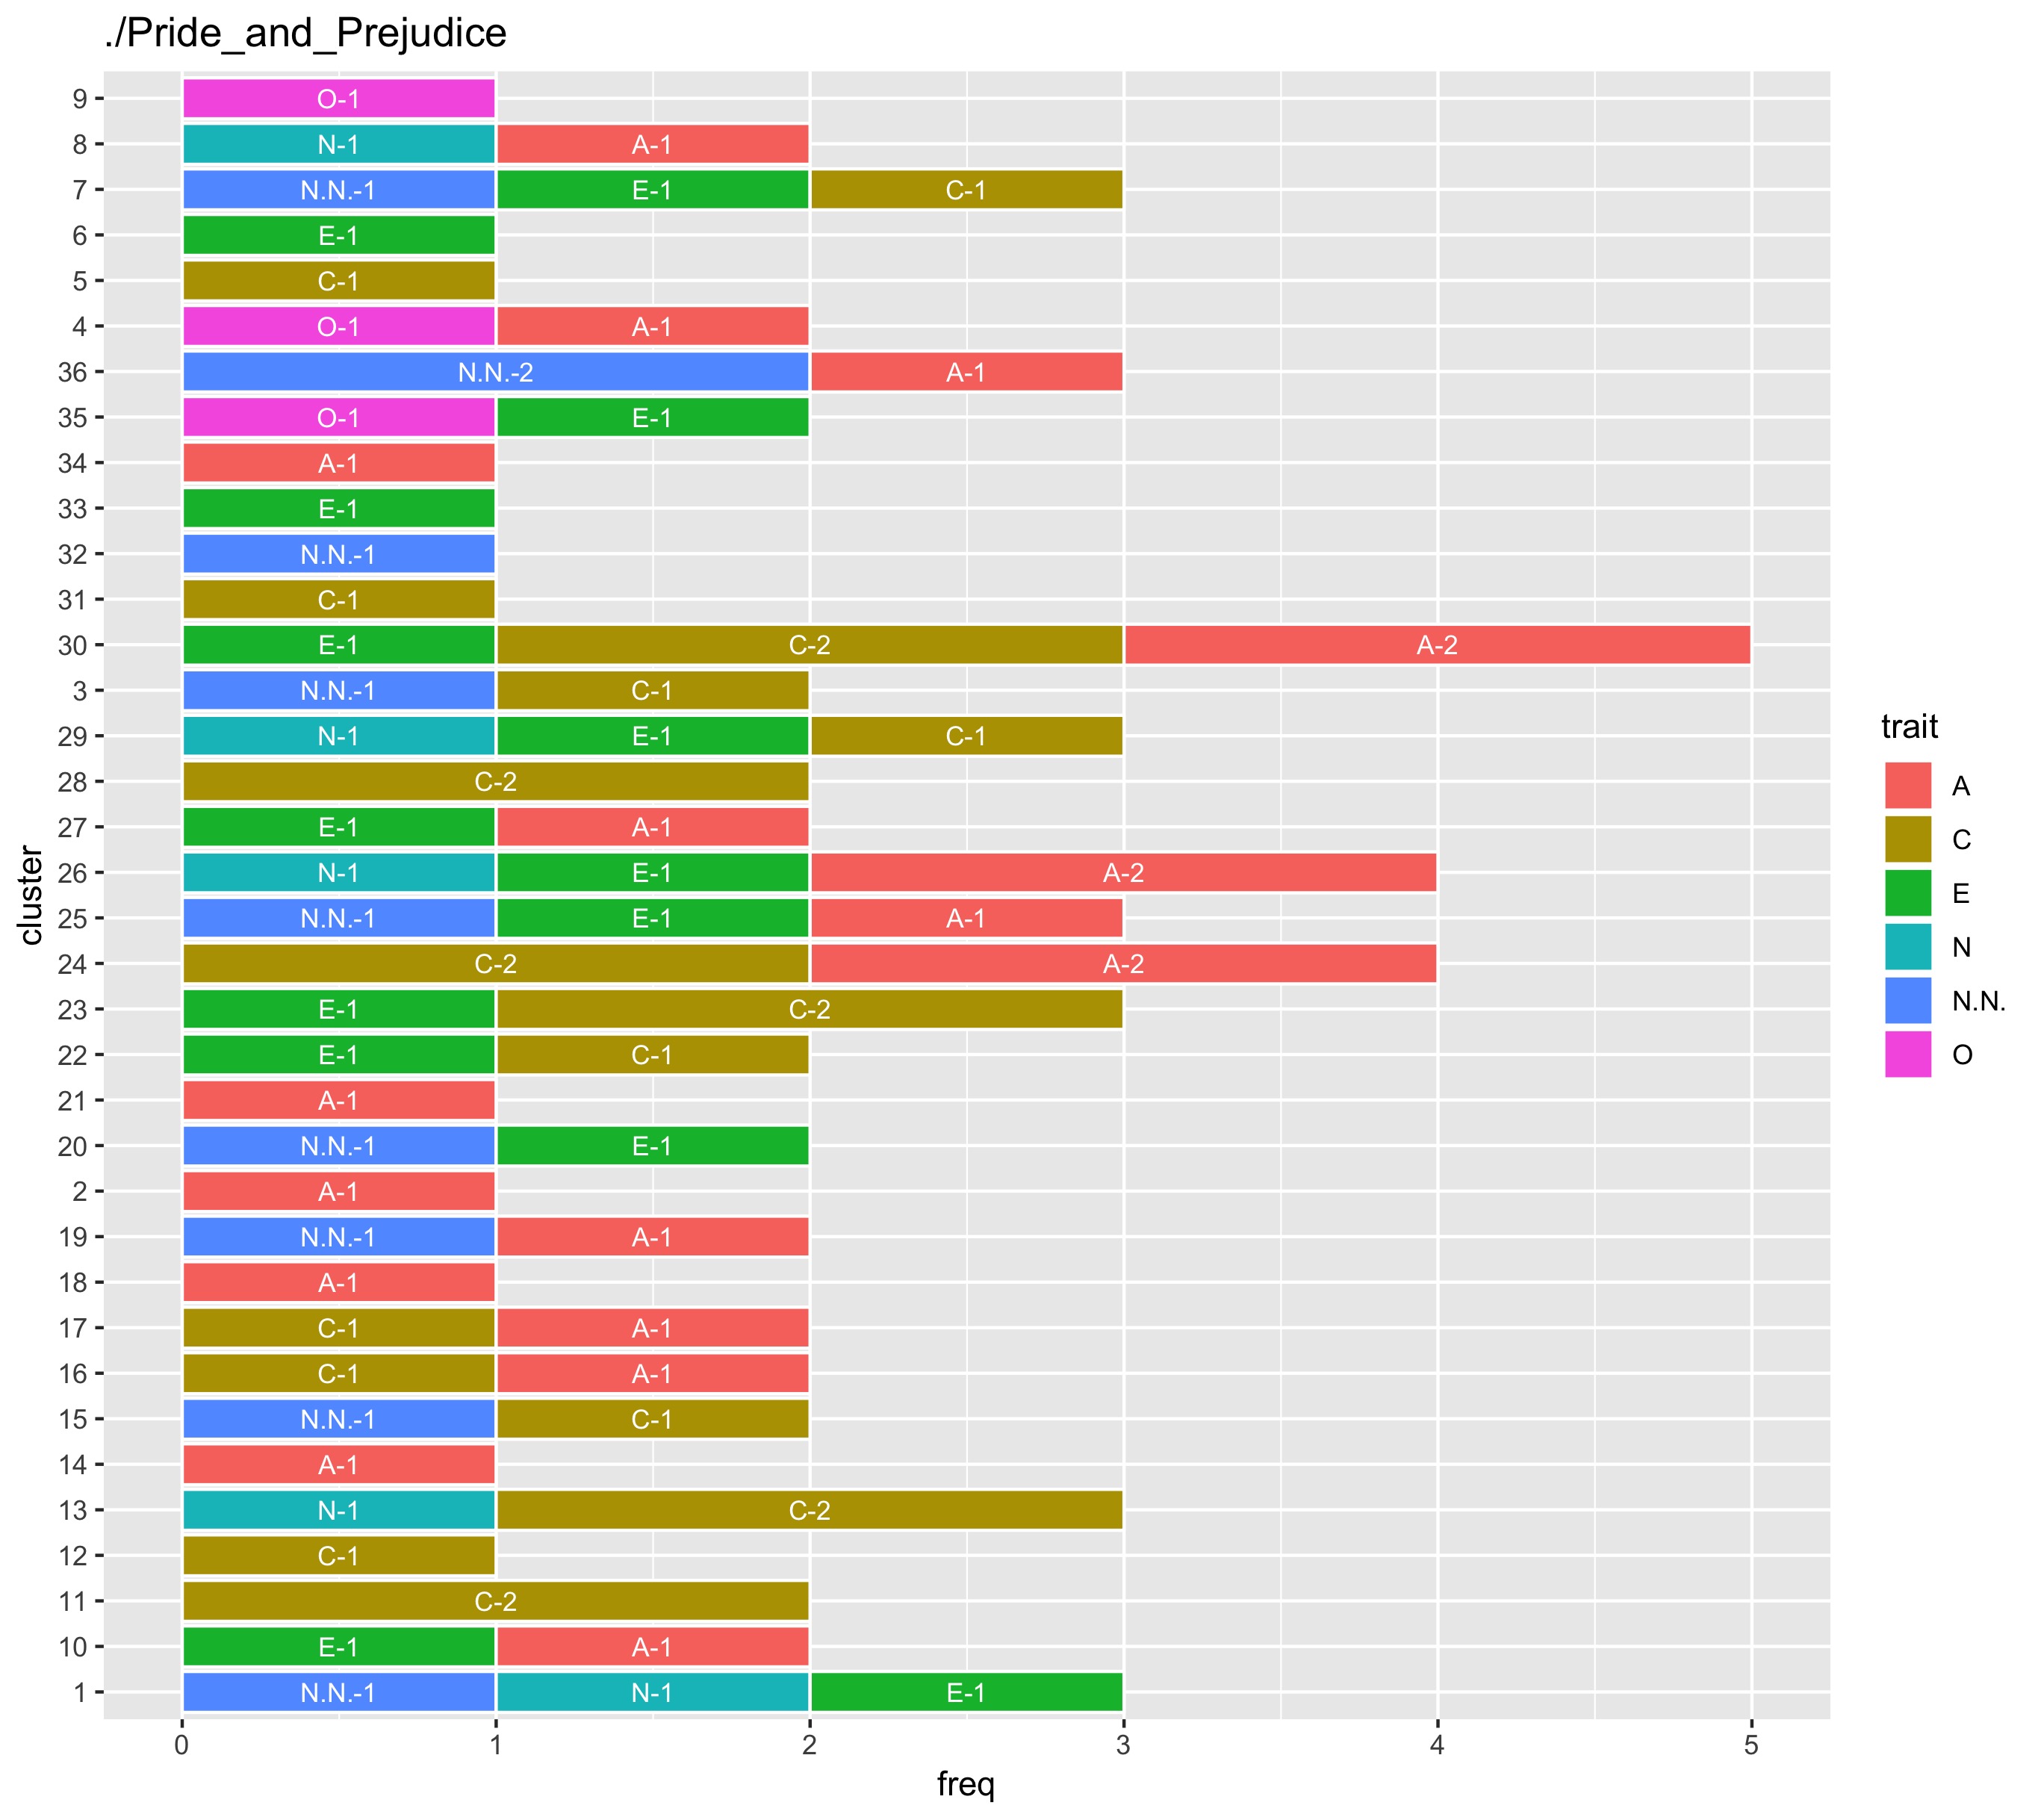 ./Pride_and_Prejudice
9 O-1
8 N-1 A-1
7 N.N.-1 E-1 C-1
6 E-1
5 C-1
4 O-1 A-1
36 N.N.-2 A-1
35 O-1 E-1
34 A-1
33 E-1
32 N.N.-1
31 C-1
30 E-1 C-2 A-2
3 N.N.-1 C-1
29 N-1 E-1 C-1
28 C-2
27 E-1 A-1
26 N-1 E-1 A-2
25 N.N.-1 E-1 A-1
24 C-2 A-2
23 E-1 C-2
22 E-1 C-1
21 A-1
20 N.N.-1 E-1
2 A-1
19 N.N.-1 A-1
18 A-1
17 C-1 A-1
16 C-1 A-1
15 N.N.-1 C-1
14 A-1
13 N-1 C-2
12 C-1
11 C-2
10 E-1 A-1
1 N.N.-1 N-1 E-1
0 1 2 3 4 5
freq
cluster
trait
A
C
E
N
N.N.
O